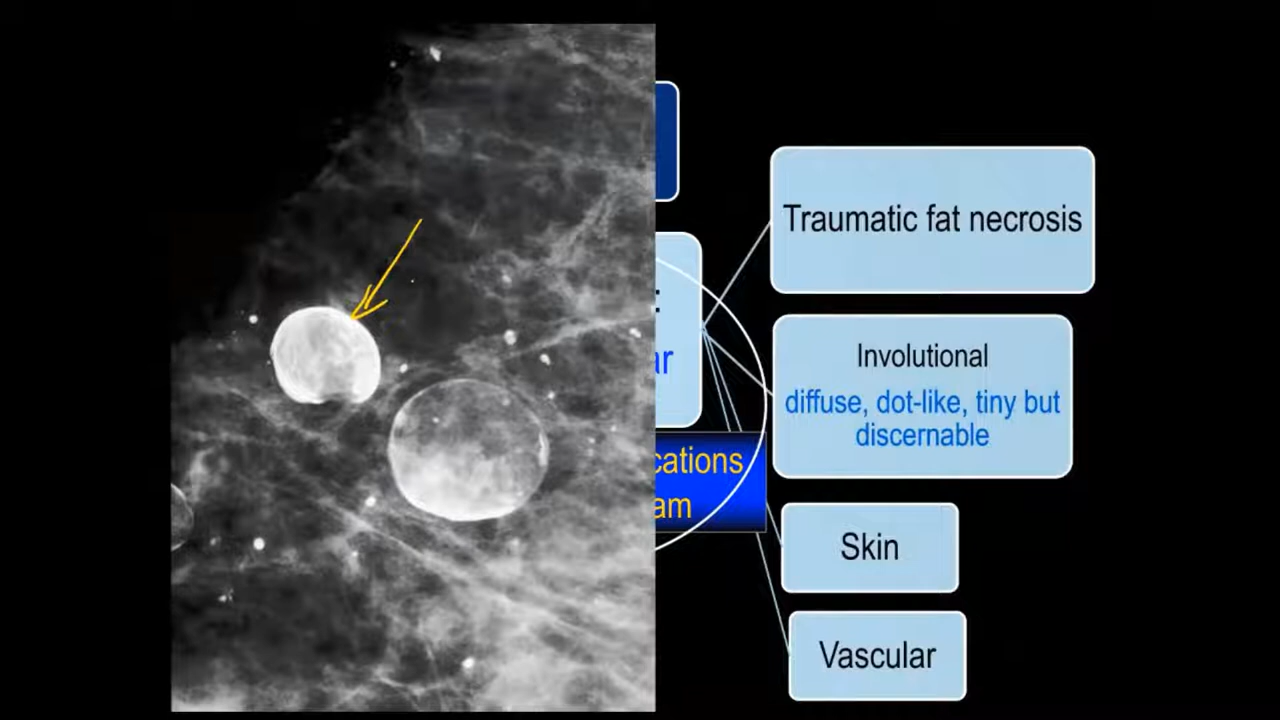 Traumatic fat necrosis
Involutional
diffuse, dot-like, tiny but
discernable
Skin
Vascular